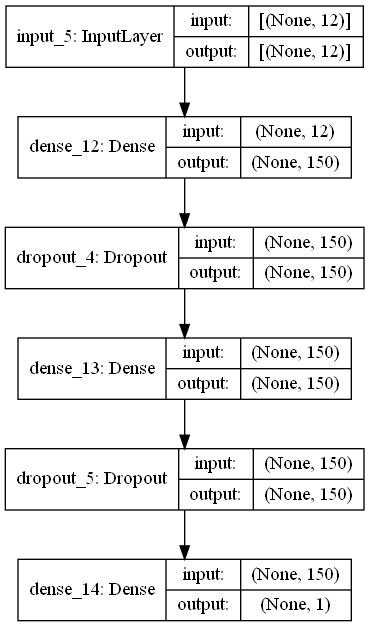 input_5: InputLayer
input: [(None, 12)]
output: [(None, 12)]
dense_12: Dense
input: (None, 12)
output: (None, 150)
dropout_4: Dropout
input: (None, 150)
output: (None, 150)
dense_13: Dense
input: (None, 150)
output: (None, 150)
dropout_5: Dropout
input: (None, 150)
output: (None, 150)
dense_14: Dense
input: (None, 150)
output: (None, 1)